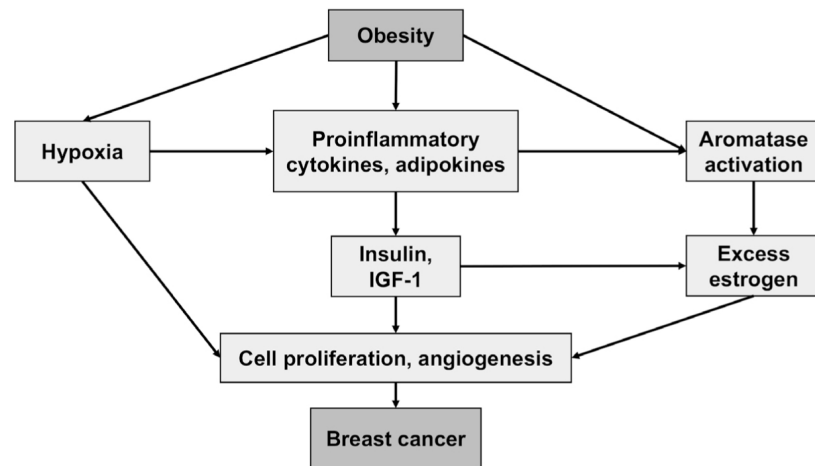 Obesity
Hypoxia
Proinflammatory
cytokines, adipokines
Aromatase
activation
Insulin,
IGF-1
Excess
estrogen
Cell proliferation, angiogenesis
Breast cancer